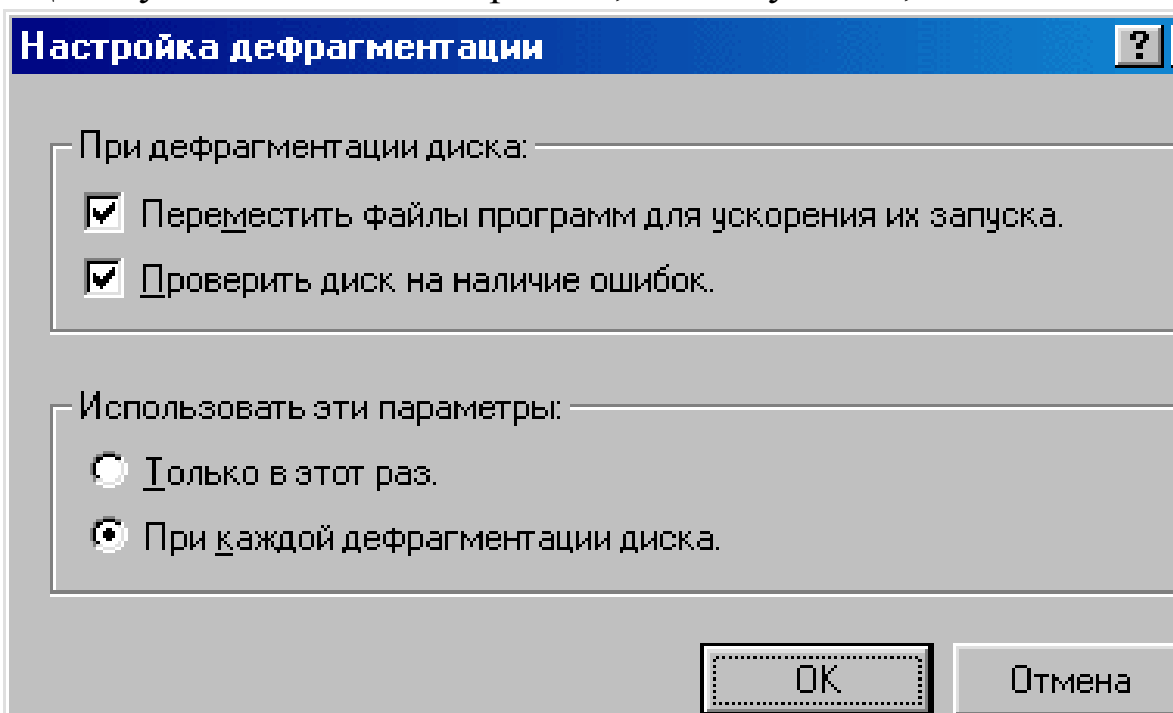 Настройка дефрагментации ?
При дефрагментации диска:
Переместить файлы программ для ускорения их запуска.
Проверить диск на наличие ошибок.
Использовать эти параметры:
Только в этот раз.
При каждой дефрагментации диска.
OK Отмена